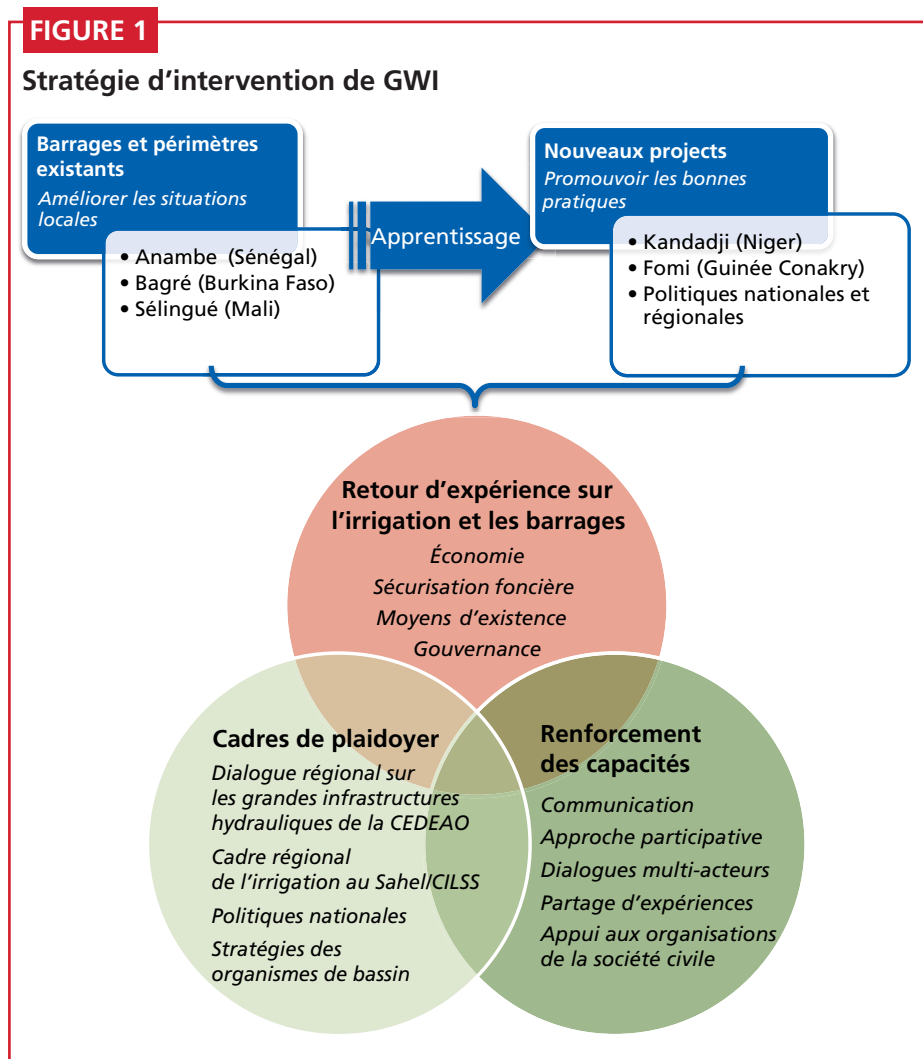 FIGURE 1
Stratégie d'intervention de GWI
Barrages et périmètres
existants
Améliorer les situations
locales
• Anambe (Sénégal)
• Bagré (Burkina Faso)
• Sélingué (Mali)
Apprentissage
Nouveaux projects
Promouvoir les bonnes
pratiques
• Kandadji (Niger)
• Fomi (Guinée Conakry)
• Politiques nationales et
régionales
Retour d'expérience sur
l'irrigation et les barrages
Économie
Sécurisation foncière
Moyens d'existence
Gouvernance
Cadres de plaidoyer
Dialogue régional sur
les grandes infrastructures
hydrauliques de la CEDEAO
Cadre régional
de l'irrigation au Sahel/CILSS
Politiques nationales
Stratégies des
organismes de bassin
Renforcement
des capacités
Communication
Approche participative
Dialogues multi-acteurs
Partage d'expériences
Appui aux organisations
de la société civile